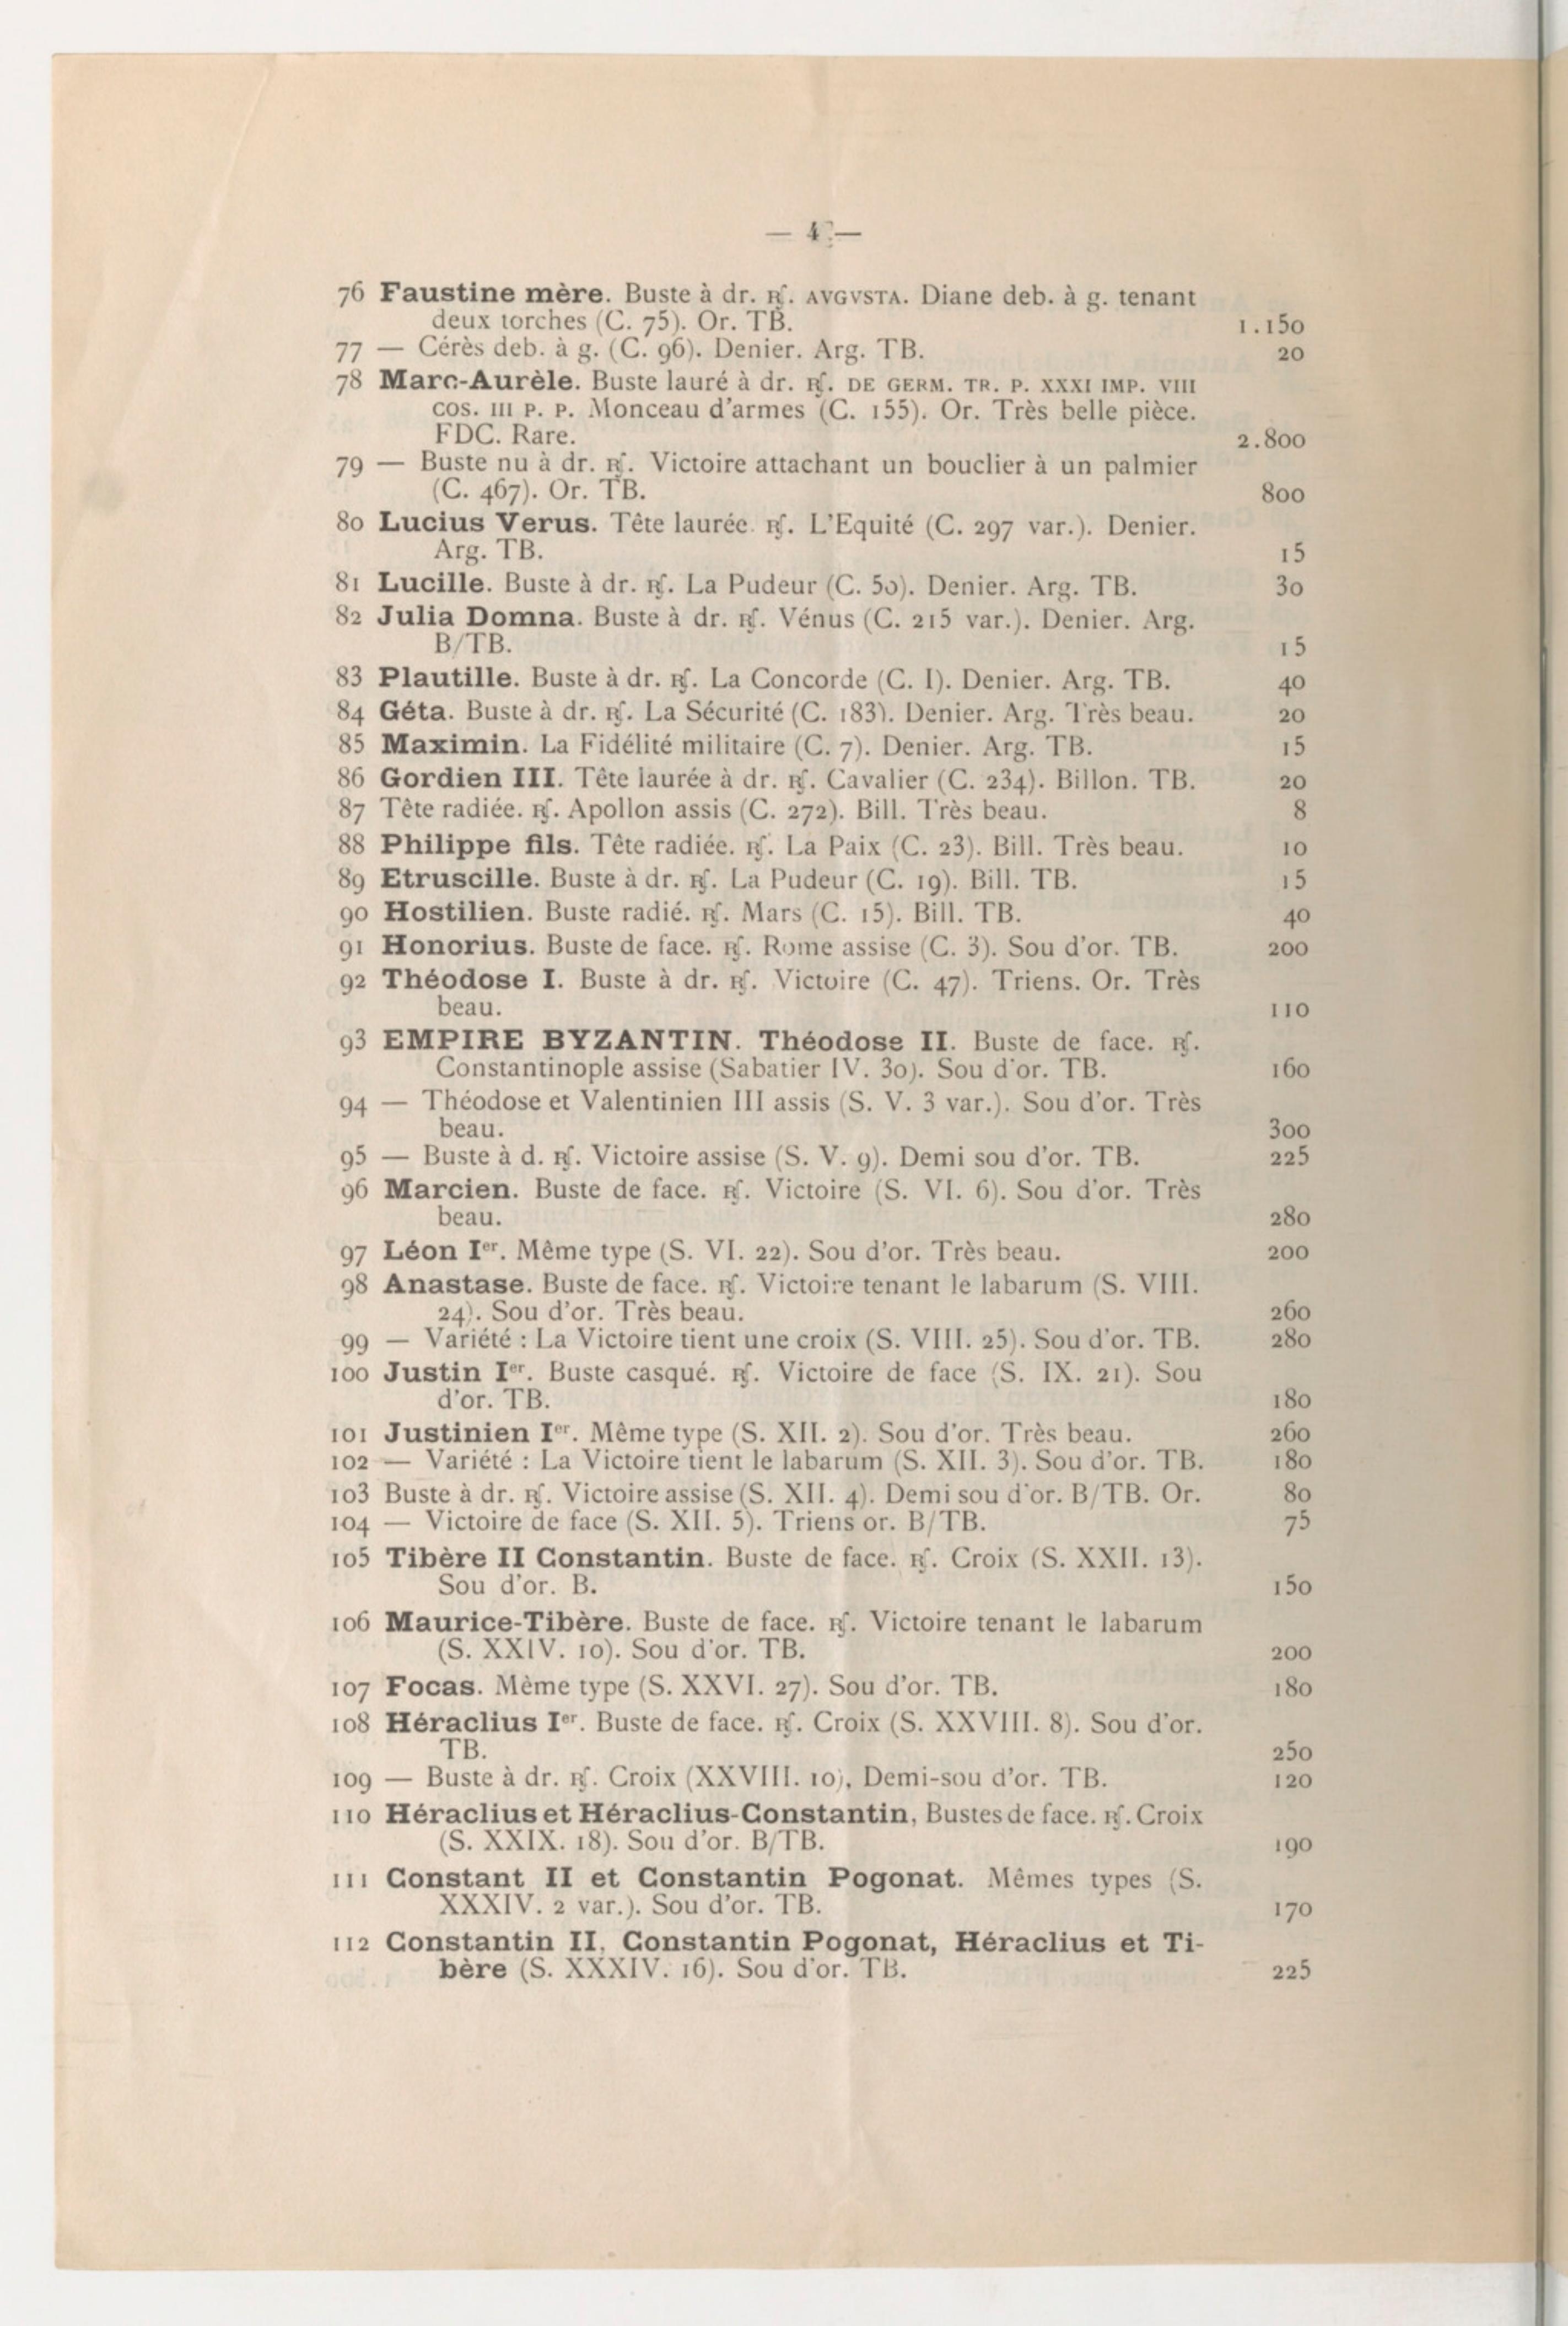 — 4 —
76 Faustine mère. Buste à dr. ℟. AVGVSTA. Diane deb. à g. tenant
deux torches (C. 75). Or. TB. 1.150
77 — Cérès deb. à g. (C. 96). Denier. Arg. TB. 20
78 Marc-Aurèle. Buste lauré à dr. ℟. DE GERM. TR. P. XXXI IMP. VIII
COS. III P. P. Monceau d'armes (C. 155). Or. Très belle pièce.
FDC. Rare. 2.800
79 — Buste nu à dr. ℟. Victoire attachant un bouclier à un palmier
(C. 467). Or. TB. 800
80 Lucius Verus. Tête laurée. ℟. L'Equité (C. 297 var.). Denier.
Arg. TB. 15
81 Lucille. Buste à dr. ℟. La Pudeur (C. 50). Denier. Arg. TB. 30
82 Julia Domna. Buste à dr. ℟. Vénus (C. 215 var.). Denier. Arg.
B/TB. 15
83 Plautille. Buste à dr. ℟. La Concorde (C. I). Denier. Arg. TB. 40
84 Géta. Buste à dr. ℟. La Sécurité (C. 183). Denier. Arg. Très beau. 20
85 Maximin. La Fidélité militaire (C. 7). Denier. Arg. TB. 15
86 Gordien III. Tête laurée à dr. ℟. Cavalier (C. 234). Billon. TB. 20
87 Tête radiée. ℟. Apollon assis (C. 272). Bill. Très beau. 8
88 Philippe fils. Tête radiée. ℟. La Paix (C. 23). Bill. Très beau. 10
89 Etruscille. Buste à dr. ℟. La Pudeur (C. 19). Bill. TB. 15
90 Hostilien. Buste radié. ℟. Mars (C. 15). Bill. TB. 40
91 Honorius. Buste de face. ℟. Rome assise (C. 3). Sou d'or. TB. 200
92 Théodose I. Buste à dr. ℟. Victoire (C. 47). Triens. Or. Très
beau. 110
93 EMPIRE BYZANTIN. Théodose II. Buste de face. ℟.
Constantinople assise (Sabatier IV. 30). Sou d'or. TB. 160
94 — Théodose et Valentinien III assis (S. V. 3 var.). Sou d'or. Très
beau. 300
95 — Buste à d. ℟. Victoire assise (S. V. 9). Demi sou d'or. TB. 225
96 Marcien. Buste de face. ℟. Victoire (S. VI. 6). Sou d'or. Très
beau. 280
97 Léon Iᵉʳ. Même type (S. VI. 22). Sou d'or. Très beau. 200
98 Anastase. Buste de face. ℟. Victoire tenant le labarum (S. VIII.
24). Sou d'or. Très beau. 260
99 — Variété : La Victoire tient une croix (S. VIII. 25). Sou d'or. TB. 280
100 Justin Iᵉʳ. Buste casqué. ℟. Victoire de face (S. IX. 21). Sou
d'or. TB. 180
101 Justinien Iᵉʳ. Même type (S. XII. 2). Sou d'or. Très beau. 260
102 — Variété : La Victoire tient le labarum (S. XII. 3). Sou d'or. TB. 180
103 Buste à dr. ℟. Victoire assise (S. XII. 4). Demi sou d'or. B/TB. Or. 80
104 — Victoire de face (S. XII. 5). Triens or. B/TB. 75
105 Tibère II Constantin. Buste de face. ℟. Croix (S. XXII. 13).
Sou d'or. B. 150
106 Maurice-Tibère. Buste de face. ℟. Victoire tenant le labarum
(S. XXIV. 10). Sou d'or. TB. 200
107 Focas. Mème type (S. XXVI. 27). Sou d'or. TB. 180
108 Héraclius Iᵉʳ. Buste de face. ℟. Croix (S. XXVIII. 8). Sou d'or.
TB. 250
109 — Buste à dr. ℟. Croix (XXVIII. 10), Demi-sou d'or. TB. 120
110 Héraclius et Héraclius-Constantin, Bustes de face. ℟. Croix
(S. XXIX. 18). Sou d'or. B/TB. 190
111 Constant II et Constantin Pogonat. Mêmes types (S.
XXXIV. 2 var.). Sou d'or. TB. 170
112 Constantin II, Constantin Pogonat, Héraclius et Ti-
bère (S. XXXIV. 16). Sou d'or. TB. 225